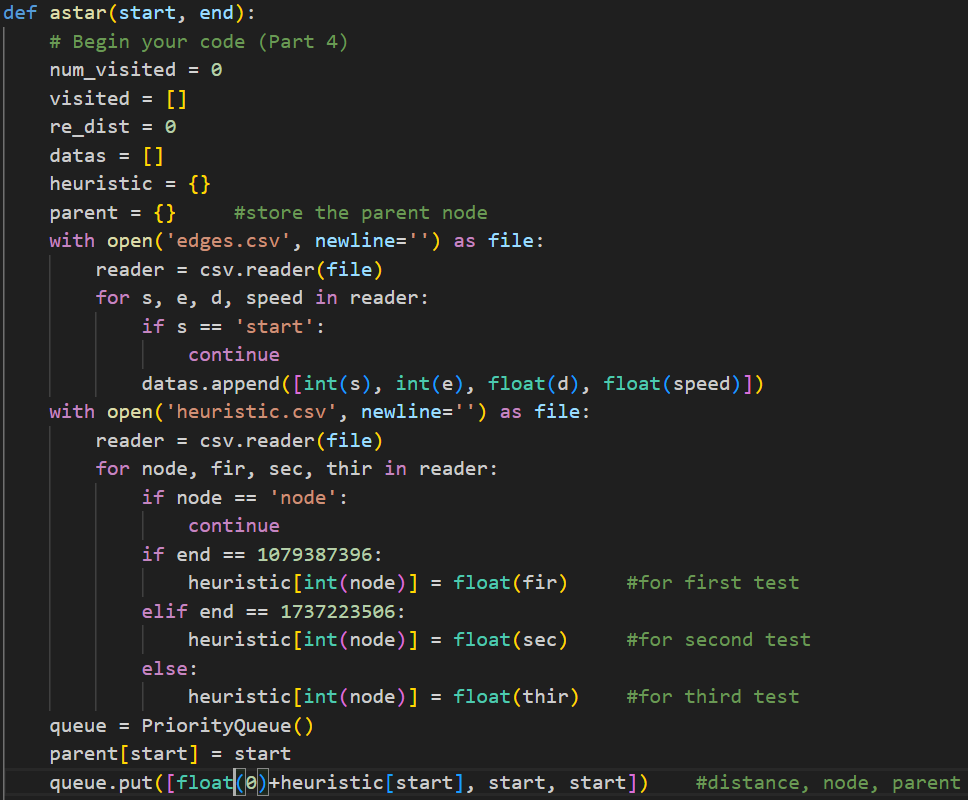 def astar(start, end):
    # Begin your code (Part 4)
    num_visited = 0
    visited = []
    re_dist = 0
    datas = []
    heuristic = {}
    parent = {}     #store the parent node
    with open('edges.csv', newline='') as file:
        reader = csv.reader(file)
        for s, e, d, speed in reader:
            if s == 'start':
                continue
            datas.append([int(s), int(e), float(d), float(speed)])
    with open('heuristic.csv', newline='') as file:
        reader = csv.reader(file)
        for node, fir, sec, thir in reader:
            if node == 'node':
                continue
            if end == 1079387396:
                heuristic[int(node)] = float(fir)     #for first test
            elif end == 1737223506:
                heuristic[int(node)] = float(sec)     #for second test
            else:
                heuristic[int(node)] = float(thir)    #for third test
    queue = PriorityQueue()
    parent[start] = start
    queue.put([float(0)+heuristic[start], start, start])    #distance, node, parent